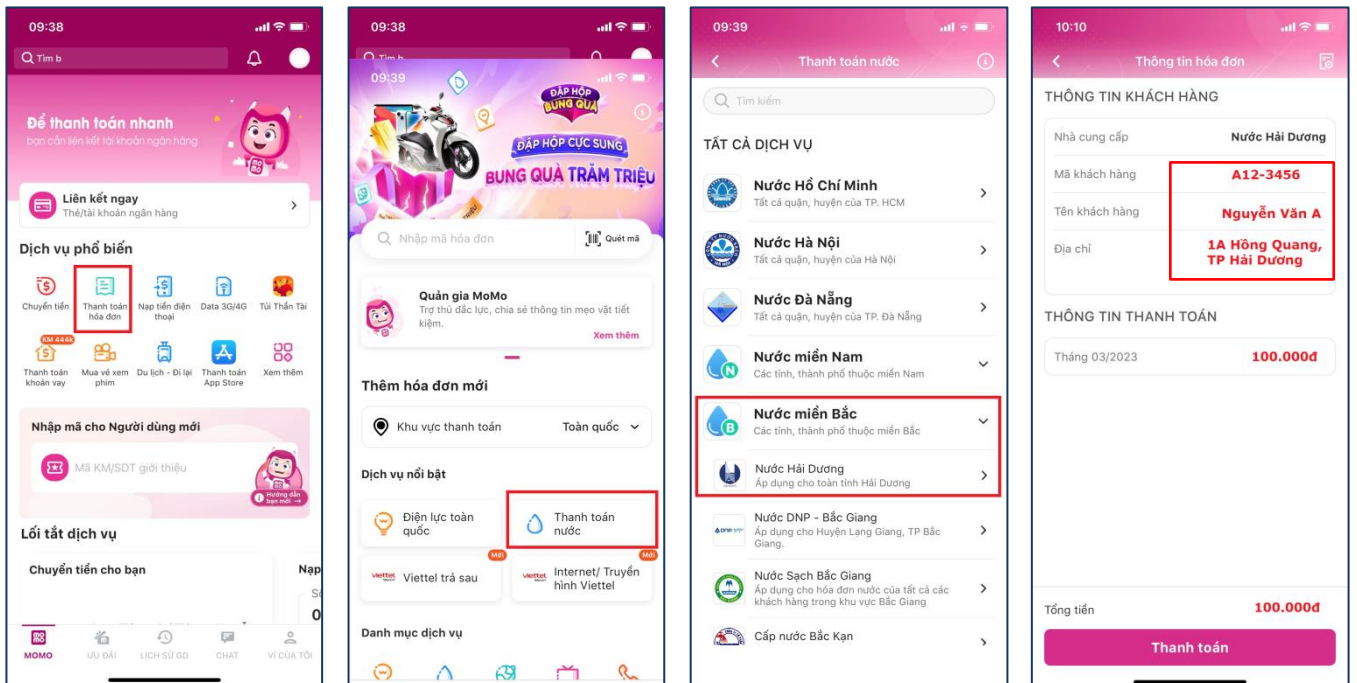 09:38
Tìm b
Để thanh toán nhanh
bạn cần liên kết tài khoản ngân hàng
momo
Liên kết ngay
Thẻ/tài khoản ngân hàng
Dịch vụ phổ biến
Chuyển tiền
Thanh toán hóa đơn
Nạp tiền điện thoại
Data 3G/4G
Túi Thần Tài
KM 444k
Thanh toán khoản vay
Mua vé xem phim
Du lịch - Đi lại
Thanh toán App Store
Xem thêm
Nhập mã cho Người dùng mới
Mã KM/SDT giới thiệu
Hướng dẫn
bạn mới →
Lối tắt dịch vụ
Chuyển tiền cho bạn
Nạp
Số
0
MOMO
ƯU ĐÃI
LỊCH SỬ GD
CHAT
VÍ CỦA TÔI
09:38
Tìm b
09:39
ĐẬP HỘP
BUNG QUÀ
ĐẬP HỘP CỰC SUNG
BUNG QUÀ TRĂM TRIỆU
Nhập mã hóa đơn
Quét mã
Quản gia MoMo
Trợ thủ đắc lực, chia sẻ thông tin mẹo vặt tiết
kiệm.
Xem thêm
Thêm hóa đơn mới
Khu vực thanh toán
Toàn quốc
Dịch vụ nổi bật
Điện lực toàn
quốc
Thanh toán
nước
Mới
Mới
viettel
Viettel trả sau
viettel
Internet/ Truyền
hình Viettel
Danh mục dịch vụ
09:39
Thanh toán nước
Tìm kiếm
TẤT CẢ DỊCH VỤ
Nước Hồ Chí Minh
Tất cả quận, huyện của TP. HCM
Nước Hà Nội
Tất cả quận, huyện của Hà Nội
Nước Đà Nẵng
Tất cả quận, huyện của TP. Đà Nẵng
N
Nước miền Nam
Các tỉnh, thành phố thuộc miền Nam
B
Nước miền Bắc
Các tỉnh, thành phố thuộc miền Bắc
Nước Hải Dương
Áp dụng cho toàn tỉnh Hải Dương
Nước DNP - Bắc Giang
Áp dụng cho Huyện Lạng Giang, TP Bắc
Giang.
Nước Sạch Bắc Giang
Áp dụng cho hóa đơn nước của tất cả các
khách hàng trong khu vực Bắc Giang
Cấp nước Bắc Kạn
10:10
Thông tin hóa đơn
THÔNG TIN KHÁCH HÀNG
Nhà cung cấp
Nước Hải Dương
Mã khách hàng
A12-3456
Tên khách hàng
Nguyễn Văn A
Địa chỉ
1A Hồng Quang,
TP Hải Dương
THÔNG TIN THANH TOÁN
Tháng 03/2023
100.000đ
Tổng tiền
100.000đ
Thanh toán